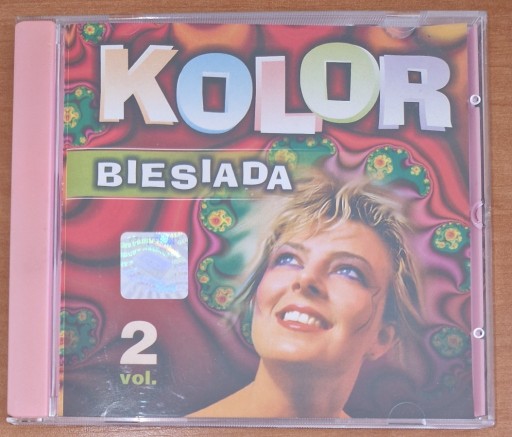 KOLOR
BIESIADA
2
vol.